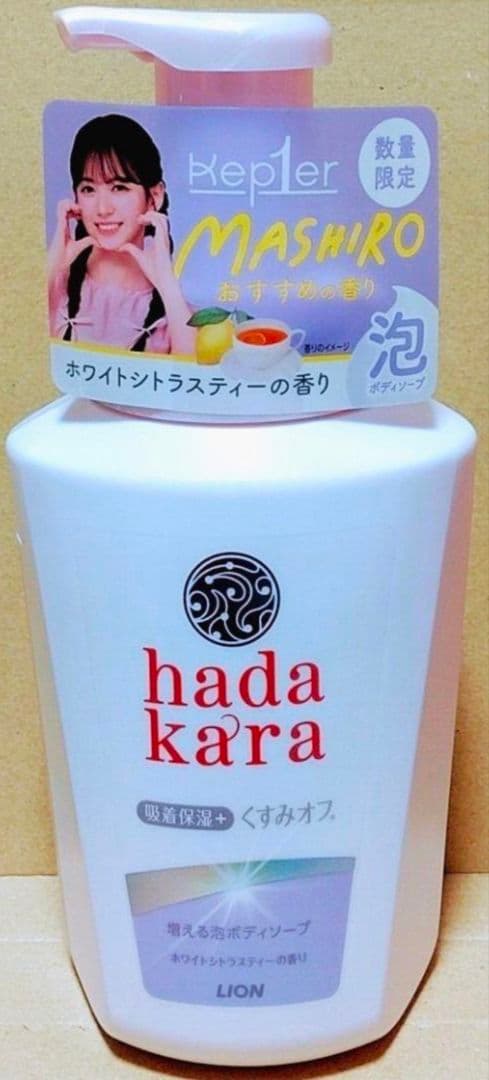 Kep1er
数量
限定
MASHIRO
おすすめの香り
香りのイメージ
泡
ボディソープ
ホワイトシトラスティーの香り
hada
kara
吸着保湿+ くすみオフ®
増える泡ボディソープ
ホワイトシトラスティーの香り
LION